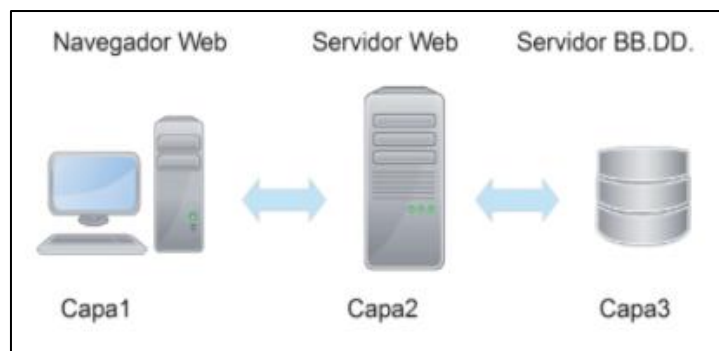 Navegador Web
Servidor Web
Servidor BB.DD.
Capa1
Capa2
Capa3